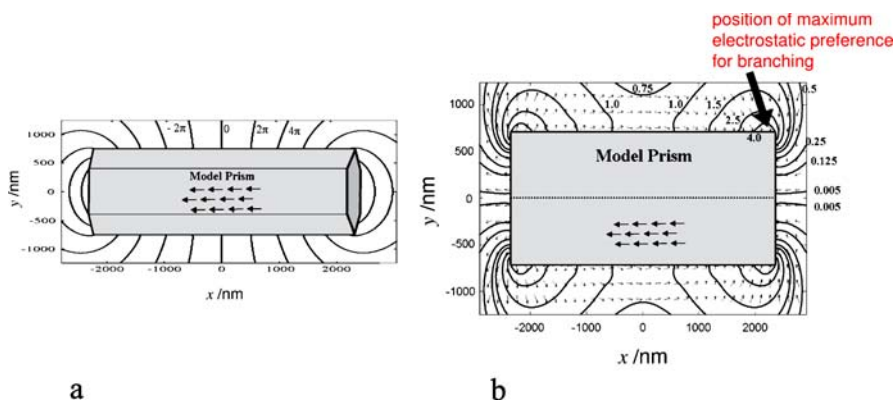 position of maximum
electrostatic preference
for branching
- 2π 0 2π 4π
1000
500
0
-500
-1000
y /nm
Model Prism
-2000 -1000 0 1000 2000
x /nm
a
0.75
0.5
1.0 1.0 1.5
2.5
4.0
0.25
0.125
0.005
0.005
1000
500
0
-500
-1000
y /nm
Model Prism
-2000 -1000 0 1000 2000
x /nm
b